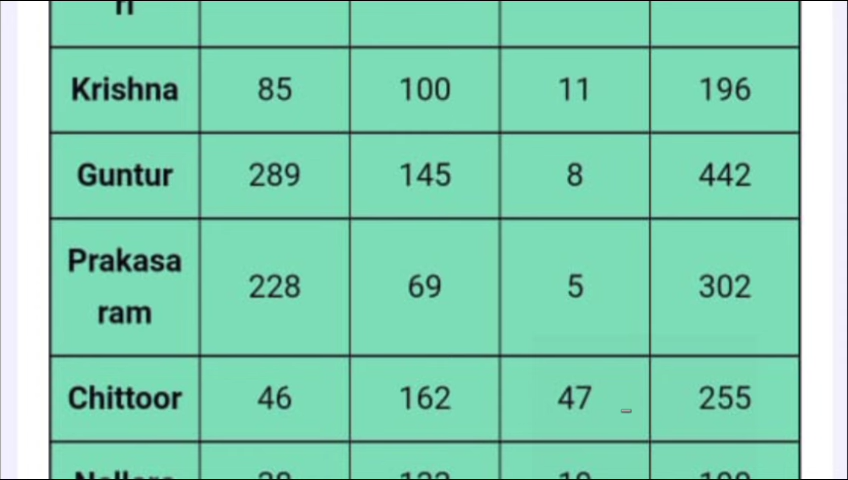 ri
Krishna 85 100 11 196
Guntur 289 145 8 442
Prakasa
ram 228 69 5 302
Chittoor 46 162 47 255